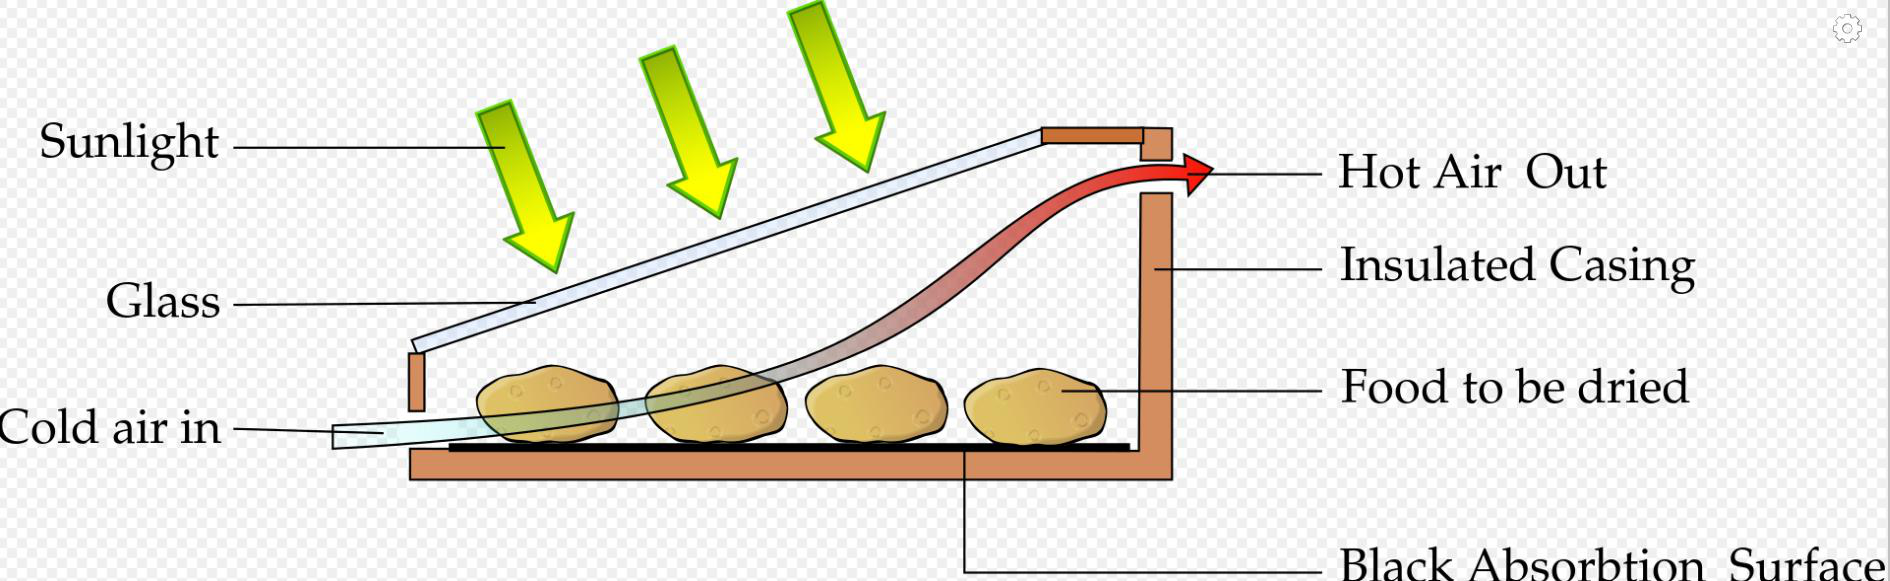 Sunlight
Glass
Cold air in
Hot Air  Out
Insulated Casing
Food to be dried
Black Absorbtion  Surface